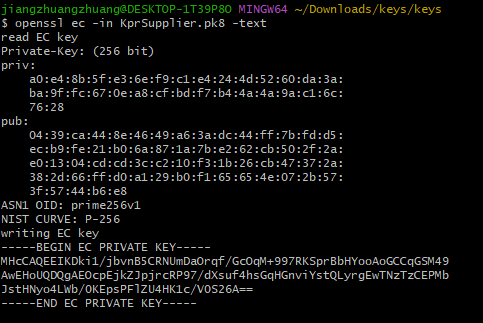 jiangzhuangzhuang@DESKTOP-1T39P8O MINGW64 ~/Downloads/keys/keys
$ openssl ec -in KprSupplier.pk8 -text
read EC key
Private-Key: (256 bit)
priv:
    a0:e4:8b:5f:e3:6e:f9:c1:e4:24:4d:52:60:da:3a:
    ba:9f:fc:67:0e:a8:cf:bd:f7:b4:4a:4a:9a:c1:6c:
    76:28
pub:
    04:39:ca:44:8e:46:49:a6:3a:dc:44:ff:7b:fd:d5:
    ec:b9:fe:21:b0:6a:87:1a:7b:e2:62:cb:50:2f:2a:
    e0:13:04:cd:cd:3c:c2:10:f3:1b:26:cb:47:37:2a:
    38:2d:66:ff:d0:a1:29:b0:f1:65:65:4e:07:2b:57:
    3f:57:44:b6:e8
ASN1 OID: prime256v1
NIST CURVE: P-256
writing EC key
-----BEGIN EC PRIVATE KEY-----
MHcCAQEEIKDki1/jbvnB5CRNUmDaOrqf/GcOqM+997RKSprBbHYooAoGCCqGSM49
AwEHoUQDQgAEOcpEjkZJpjrcRP97/dXsuf4hsGqHGnviYstQLyrgEwTNzTzCEPMb
JstHNyo4LWb/0KEpsPFlZU4HK1c/V0S26A==
-----END EC PRIVATE KEY-----